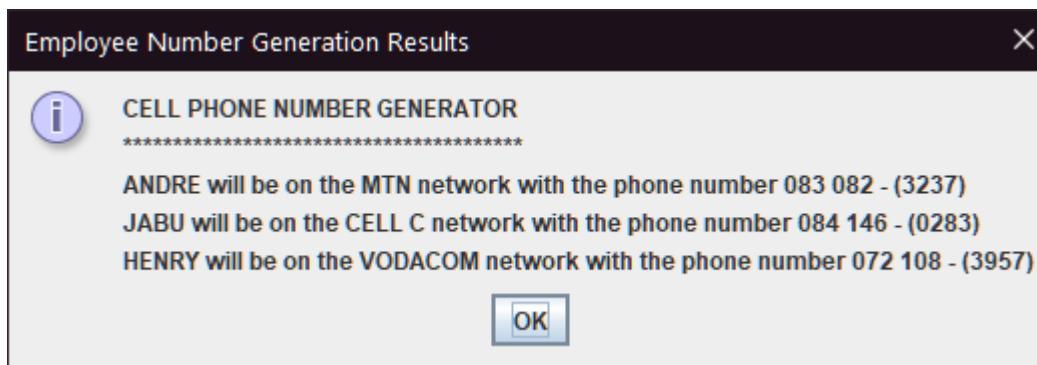 Employee Number Generation Results
CELL PHONE NUMBER GENERATOR
****************************************
ANDRE will be on the MTN network with the phone number 083 082 - (3237)
JABU will be on the CELL C network with the phone number 084 146 - (0283)
HENRY will be on the VODACOM network with the phone number 072 108 - (3957)
OK